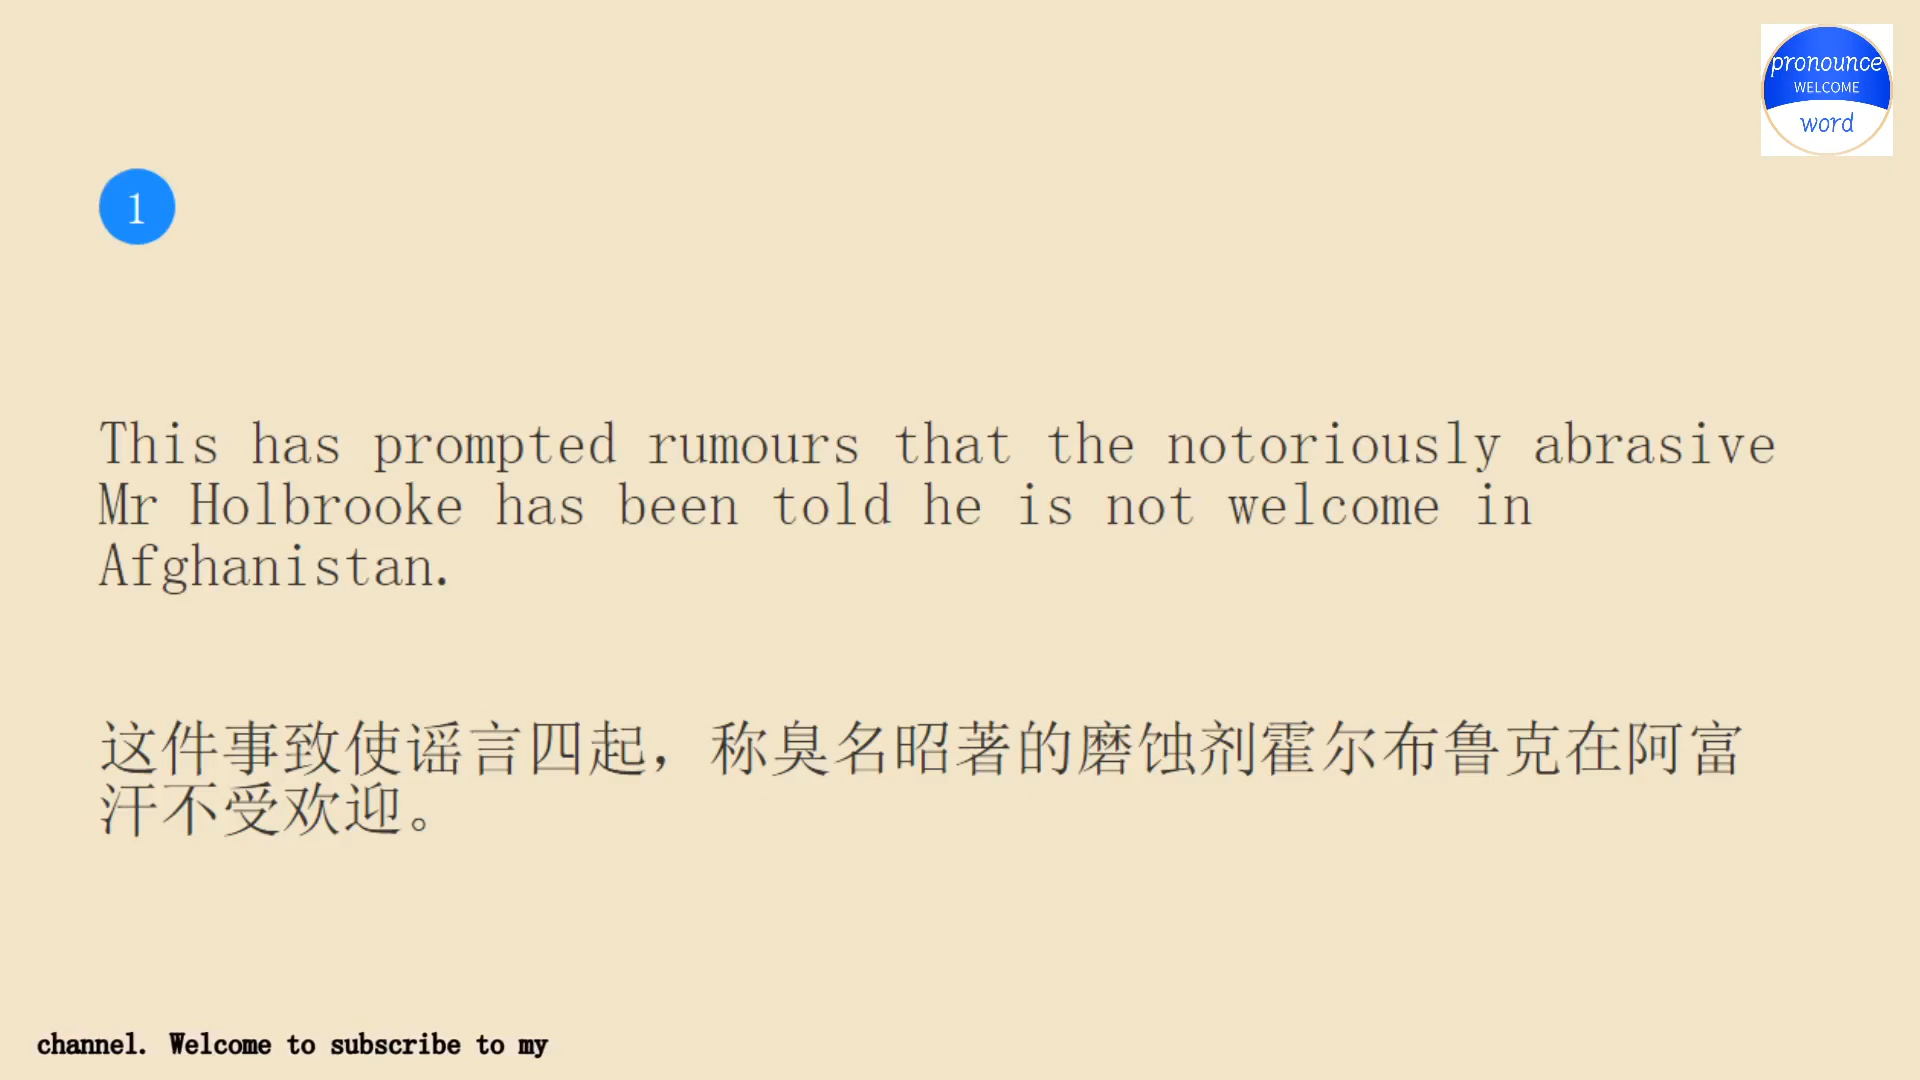 pronounce
WELCOME
word
1
This has prompted rumours that the notoriously abrasive
Mr Holbrooke has been told he is not welcome in
Afghanistan.
这件事致使谣言四起，称臭名昭著的磨蚀剂霍尔布鲁克在阿富
汗不受欢迎。
channel. Welcome to subscribe to my